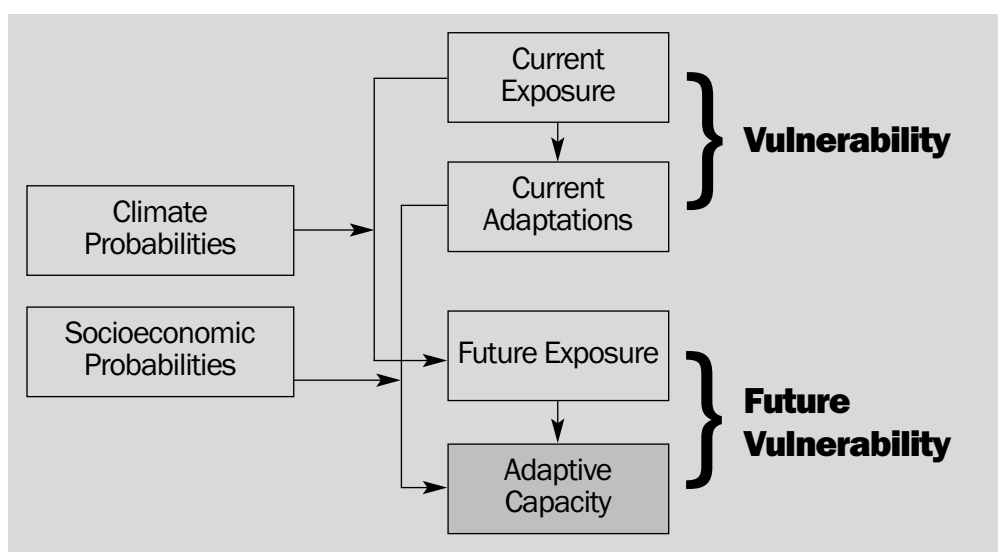 Current
Exposure
Vulnerability
Current
Adaptations
Climate
Probabilities
Socioeconomic
Probabilities
Future Exposure
Future
Vulnerability
Adaptive
Capacity